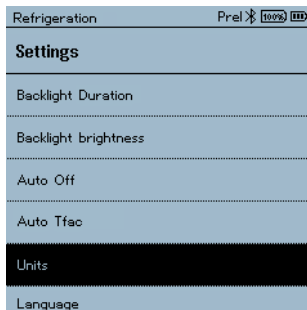 Refrigeration Prel 100%
Settings
Backlight Duration
Backlight brightness
Auto Off
Auto Tfac
Units
Language